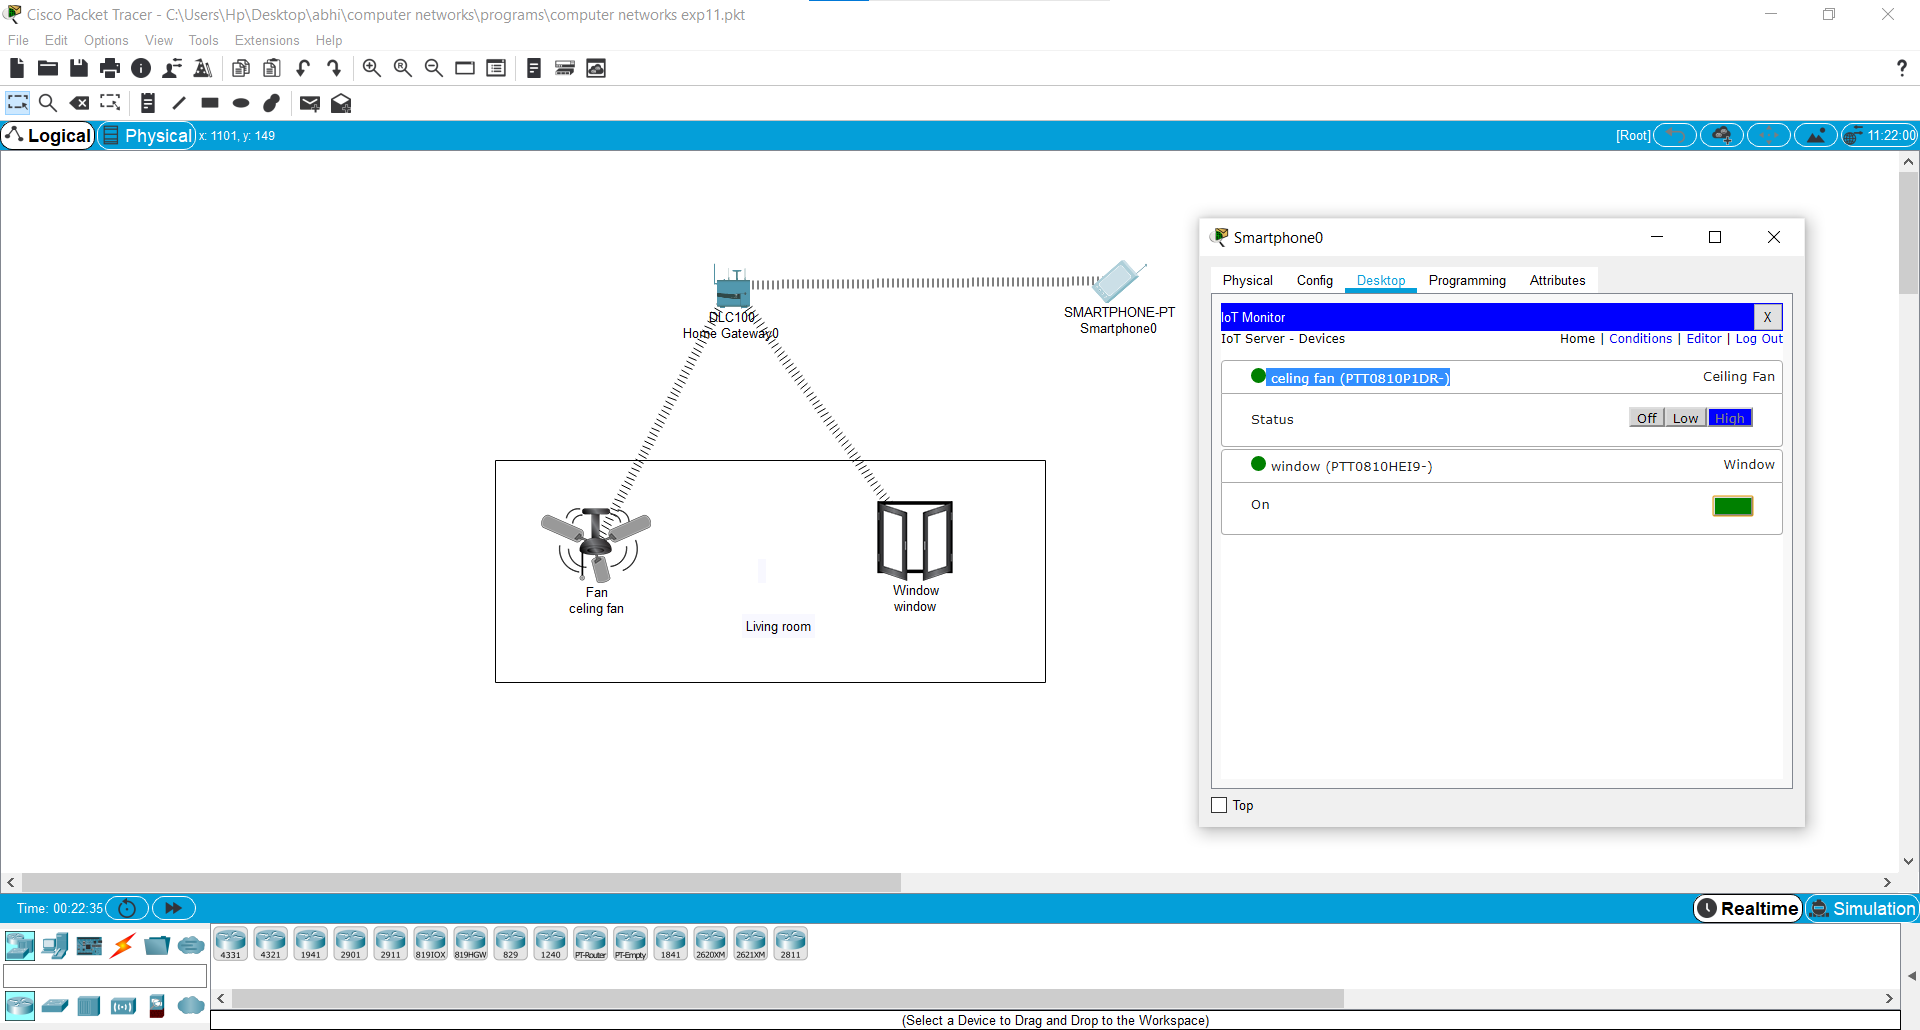 Cisco Packet Tracer - C:\Users\Hp\Desktop\abhi\computer networks\programs\computer networks exp11.pkt
File Edit Options View Tools Extensions Help
?
Logical Physical x: 1101, y: 149 [Root] 11:22:00
Smartphone0
Physical Config Desktop Programming Attributes
IoT Monitor X
IoT Server - Devices Home | Conditions | Editor | Log Out
celing fan (PTT0810P1DR-) Ceiling Fan
Status Off Low High
window (PTT0810HEI9-) Window
On
Top
DLC100
Home Gateway0
SMARTPHONE-PT
Smartphone0
Fan
celing fan
Window
window
Living room
Time: 00:22:35 Realtime Simulation
4331 4321 1941 2901 2911 819IOX 819HGW 829 1240 PT-Router PT-Empty 1841 2620XM 2621XM 2811
(Select a Device to Drag and Drop to the Workspace)